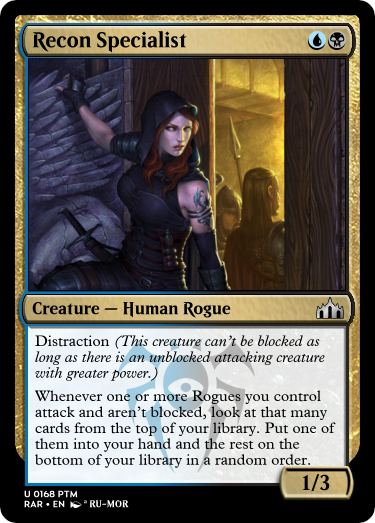 Recon Specialist
Creature — Human Rogue
Distraction (This creature can't be blocked as
long as there is an unblocked attacking creature
with greater power.)
Whenever one or more Rogues you control
attack and aren't blocked, look at that many
cards from the top of your library. Put one of
them into your hand and the rest on the
bottom of your library in a random order.
1/3
U 0168 PTM
RAR • EN RU-MOR